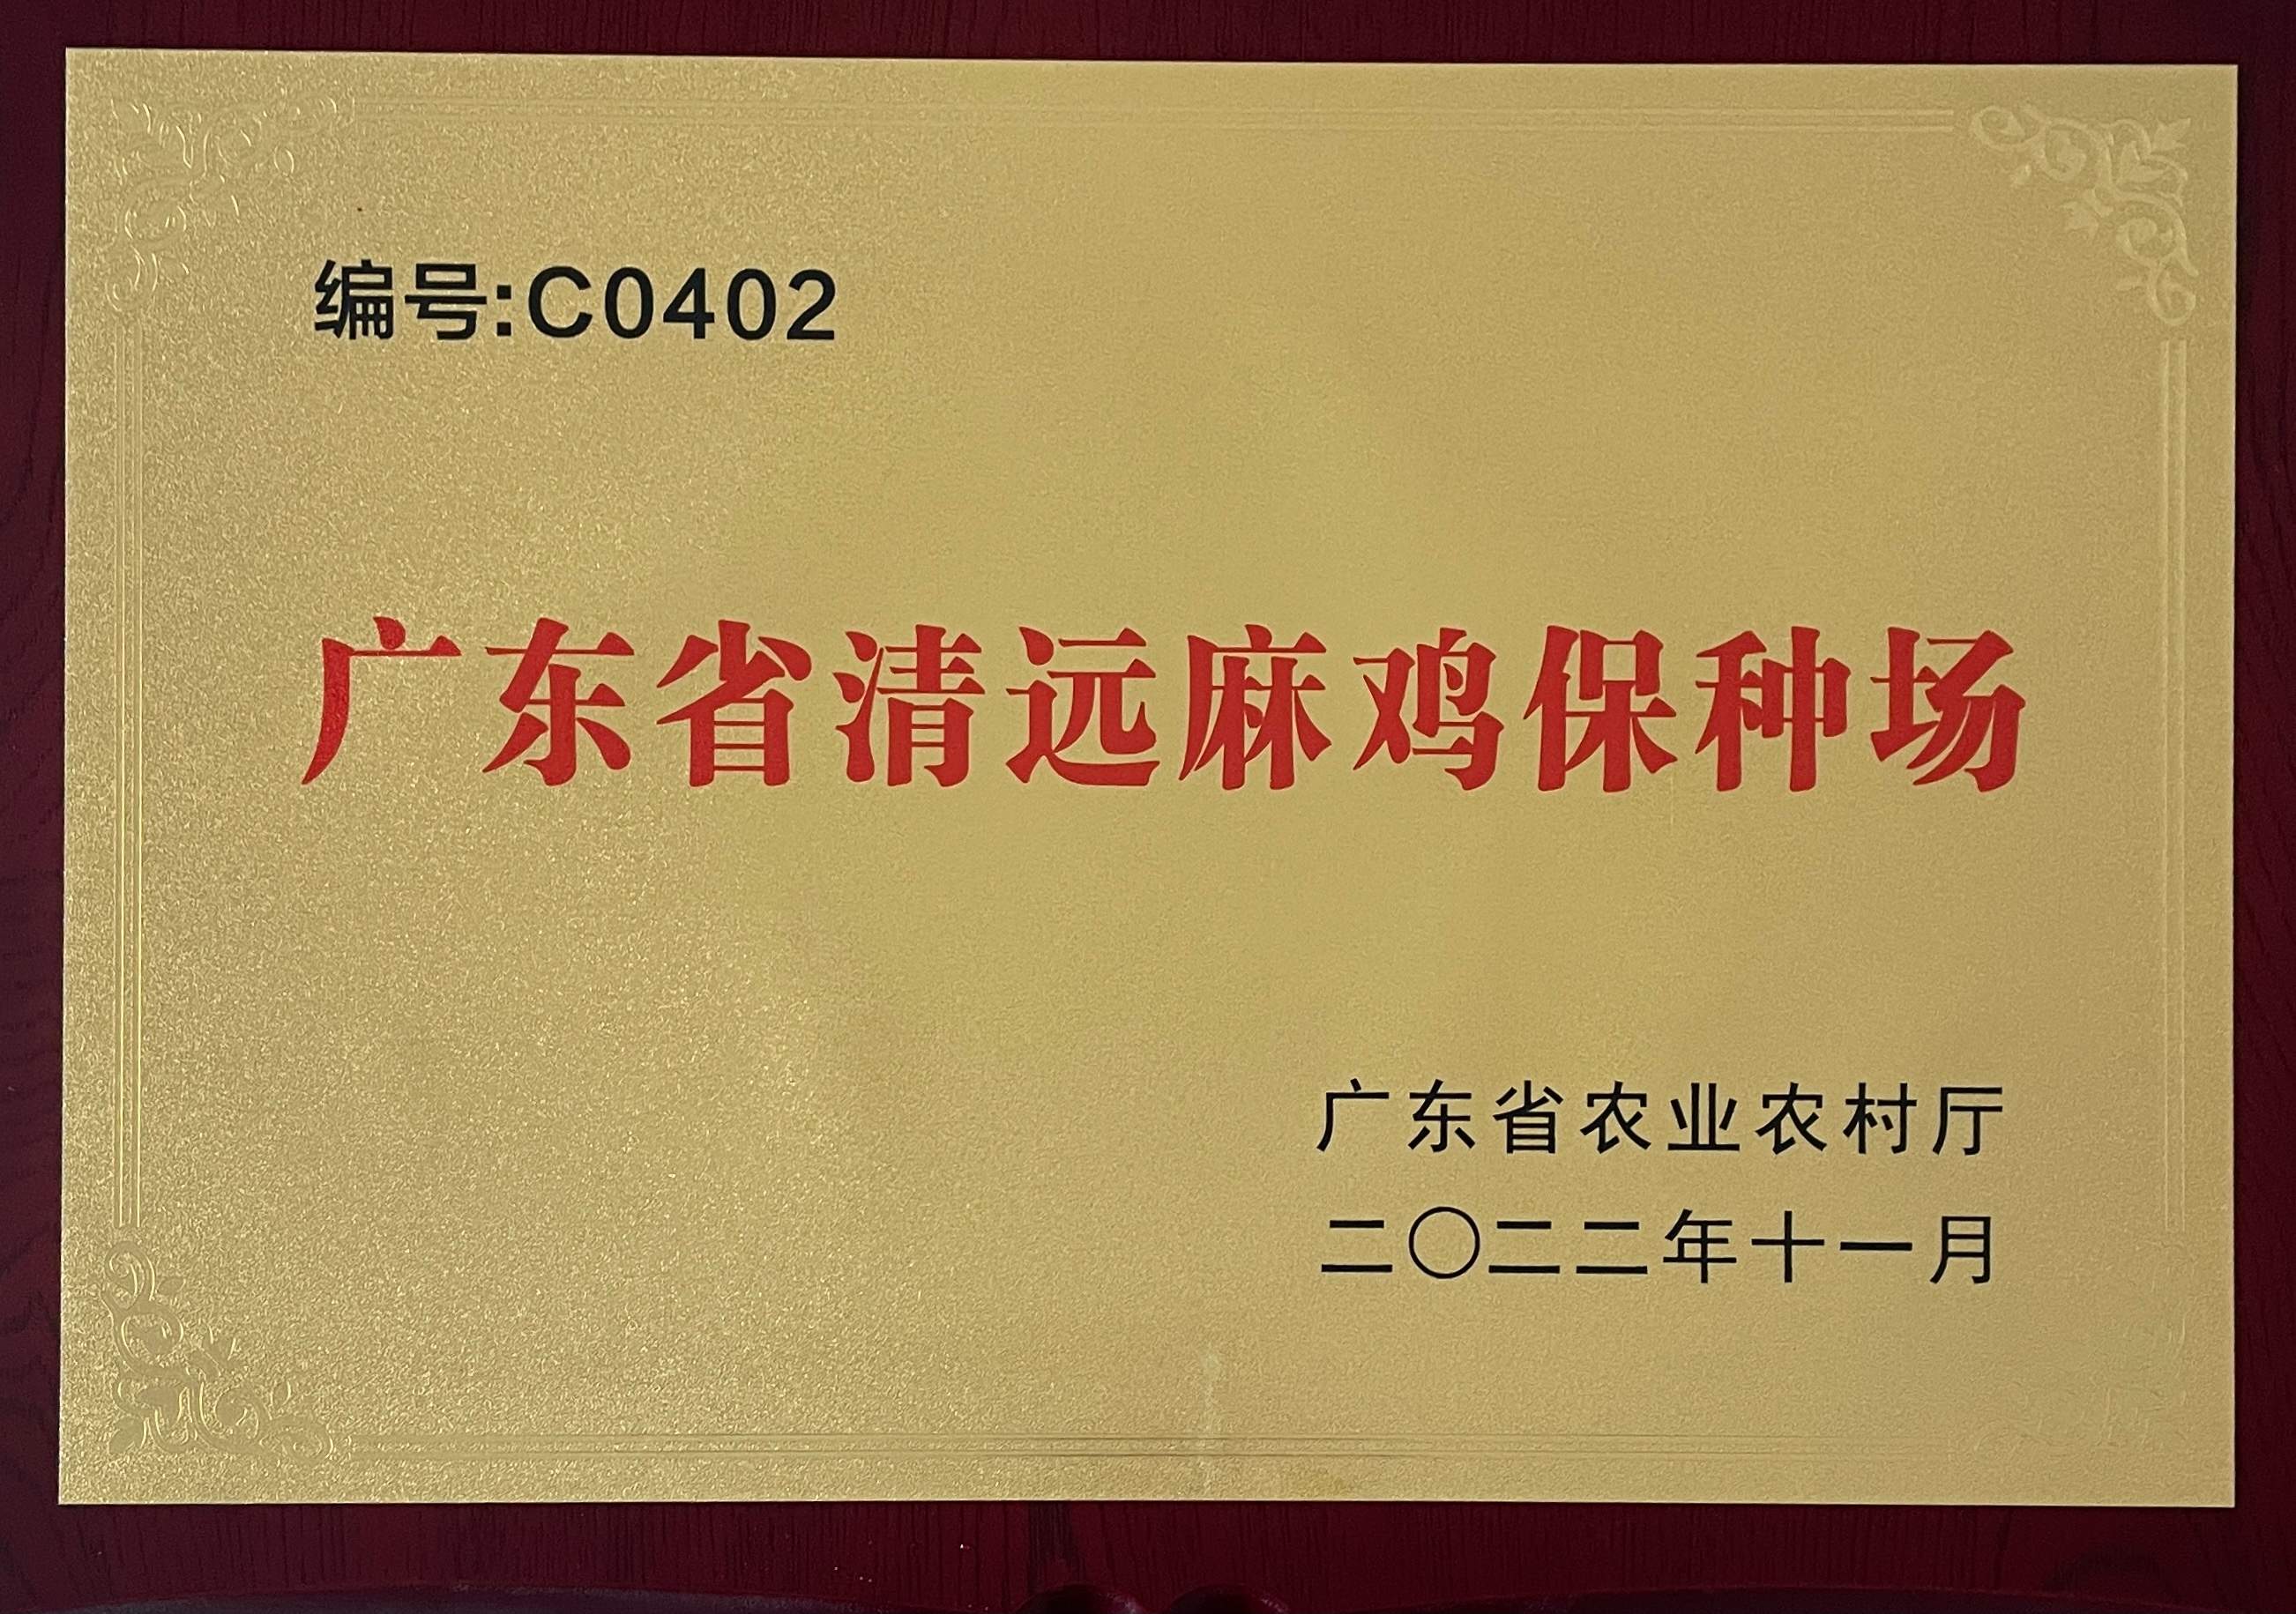 编号:C0402
广东省清远麻鸡保种场
广东省农业农村厅
二〇二二年十一月